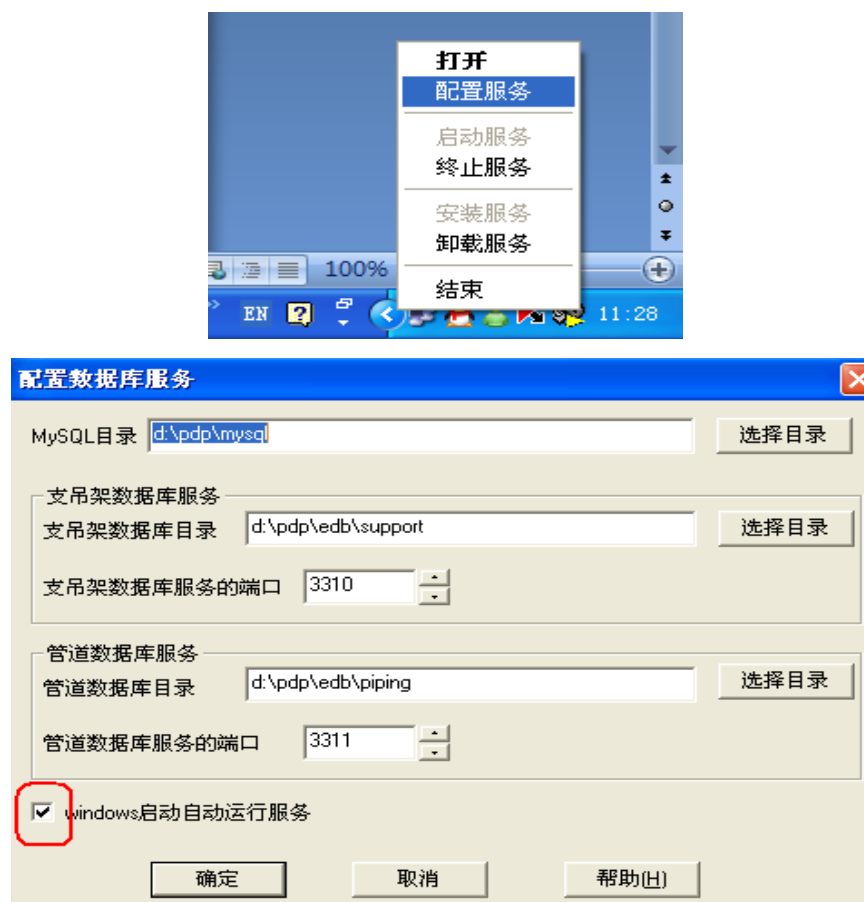 打开
配置服务
启动服务
终止服务
安装服务
卸载服务
结束
100%
EN
11:28
配置数据库服务
MySQL目录 d:\pdp\mysql 选择目录
支吊架数据库服务
支吊架数据库目录 d:\pdp\edb\support 选择目录
支吊架数据库服务的端口 3310
管道数据库服务
管道数据库目录 d:\pdp\edb\piping 选择目录
管道数据库服务的端口 3311
windows启动自动运行服务
确定 取消 帮助(H)